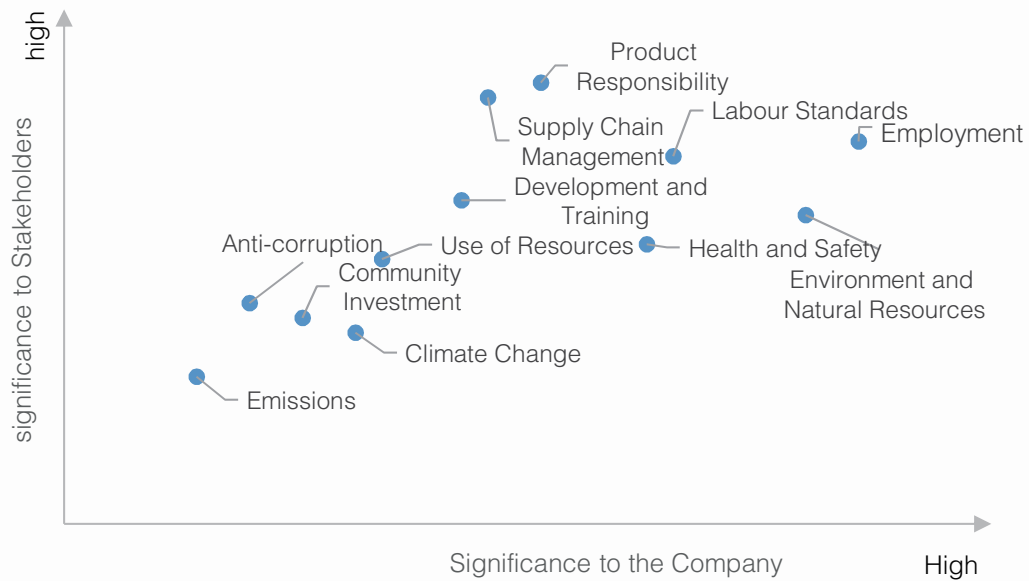 high
Product
Responsibility
Labour Standards
Employment
Supply Chain
Management
Development and
Training
Anti-corruption
Use of Resources
Health and Safety
Community
Investment
Environment and
Natural Resources
Climate Change
Emissions
significance to Stakeholders
Significance to the Company
High